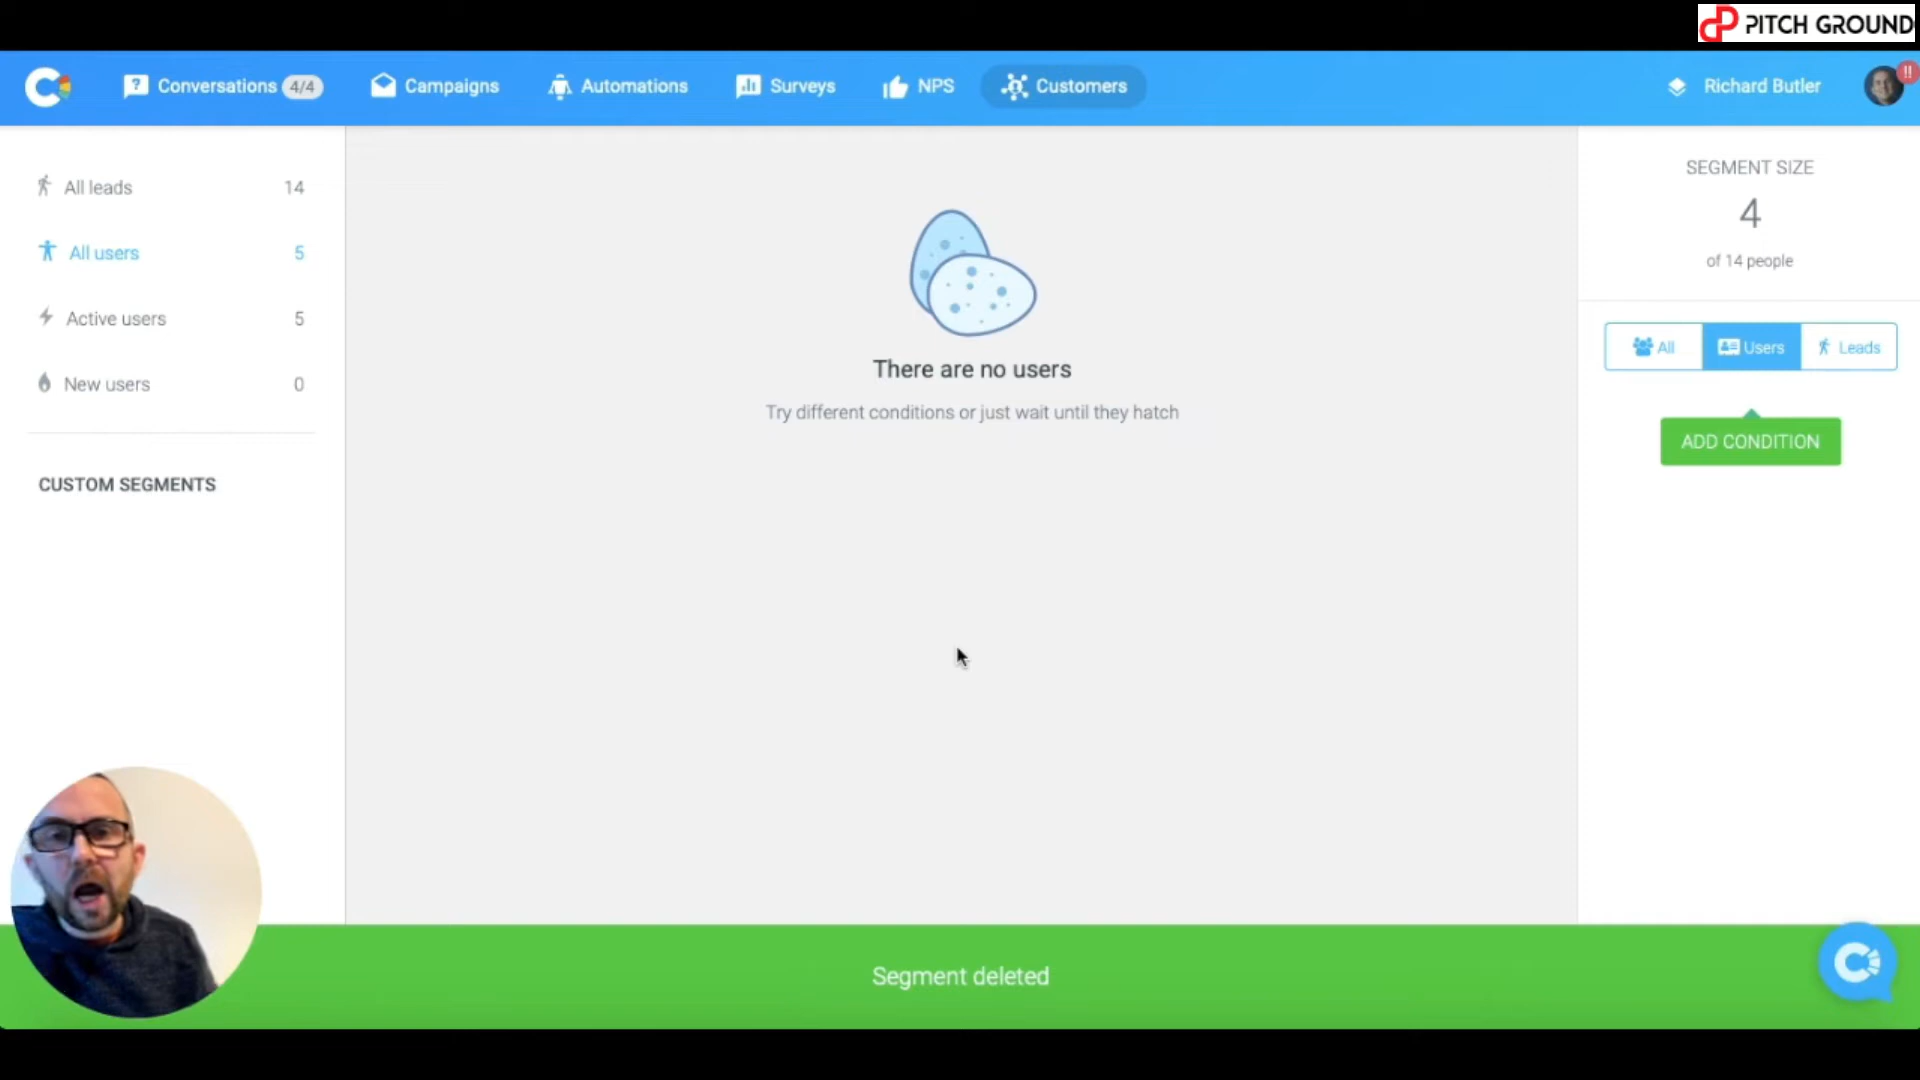 PITCH GROUND
Conversations 4/4
Campaigns
Automations
Surveys
NPS
Customers
Richard Butler
!!
All leads 14
All users 5
Active users 5
New users 0
CUSTOM SEGMENTS
There are no users
Try different conditions or just wait until they hatch
SEGMENT SIZE
4
of 14 people
All
Users
Leads
ADD CONDITION
Segment deleted